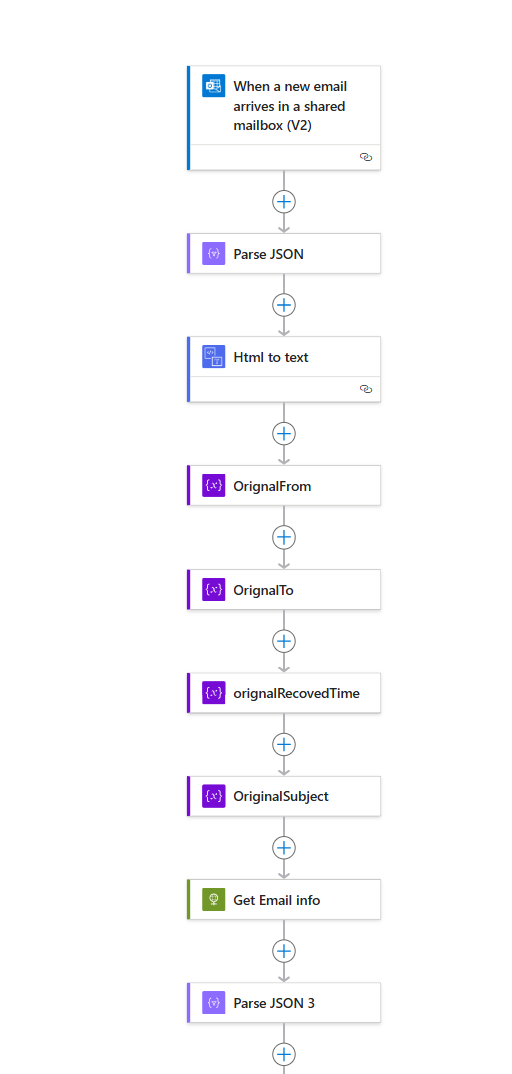 When a new email
arrives in a shared
mailbox (V2)
Parse JSON
Html to text
{x} OrignalFrom
{x} OrignalTo
{x} orignalRecovedTime
{x} OriginalSubject
Get Email info
Parse JSON 3